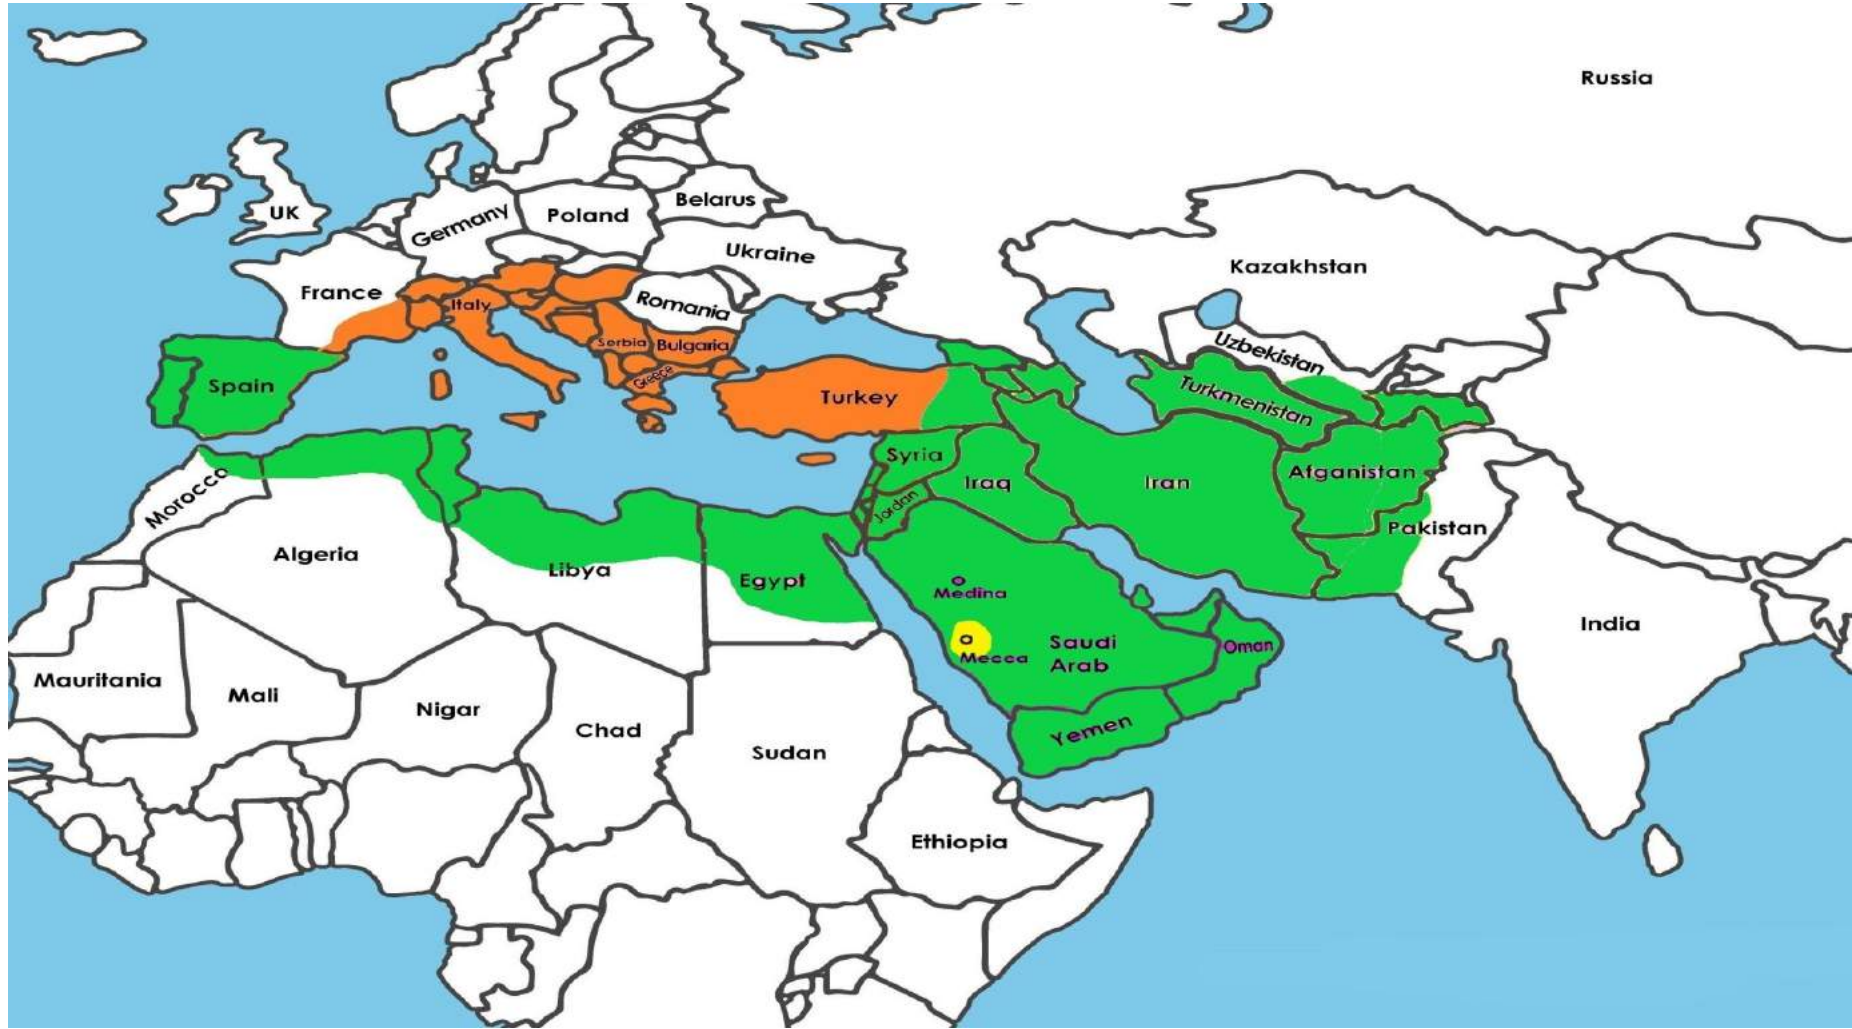 Russia
Belarus
UK
Germany
Poland
Ukraine
Kazakhstan
France
Italy
Romania
Serbia
Bulgaria
Uzbekistan
Greece
Spain
Turkey
Turkmenistan
Syria
Iraq
Iran
Afganistan
Morocco
Jordan
Pakistan
Algeria
Libya
Egypt
Medina
India
Mecca
Saudi
Arab
Oman
Mauritania
Mali
Nigar
Chad
Yemen
Sudan
Ethiopia